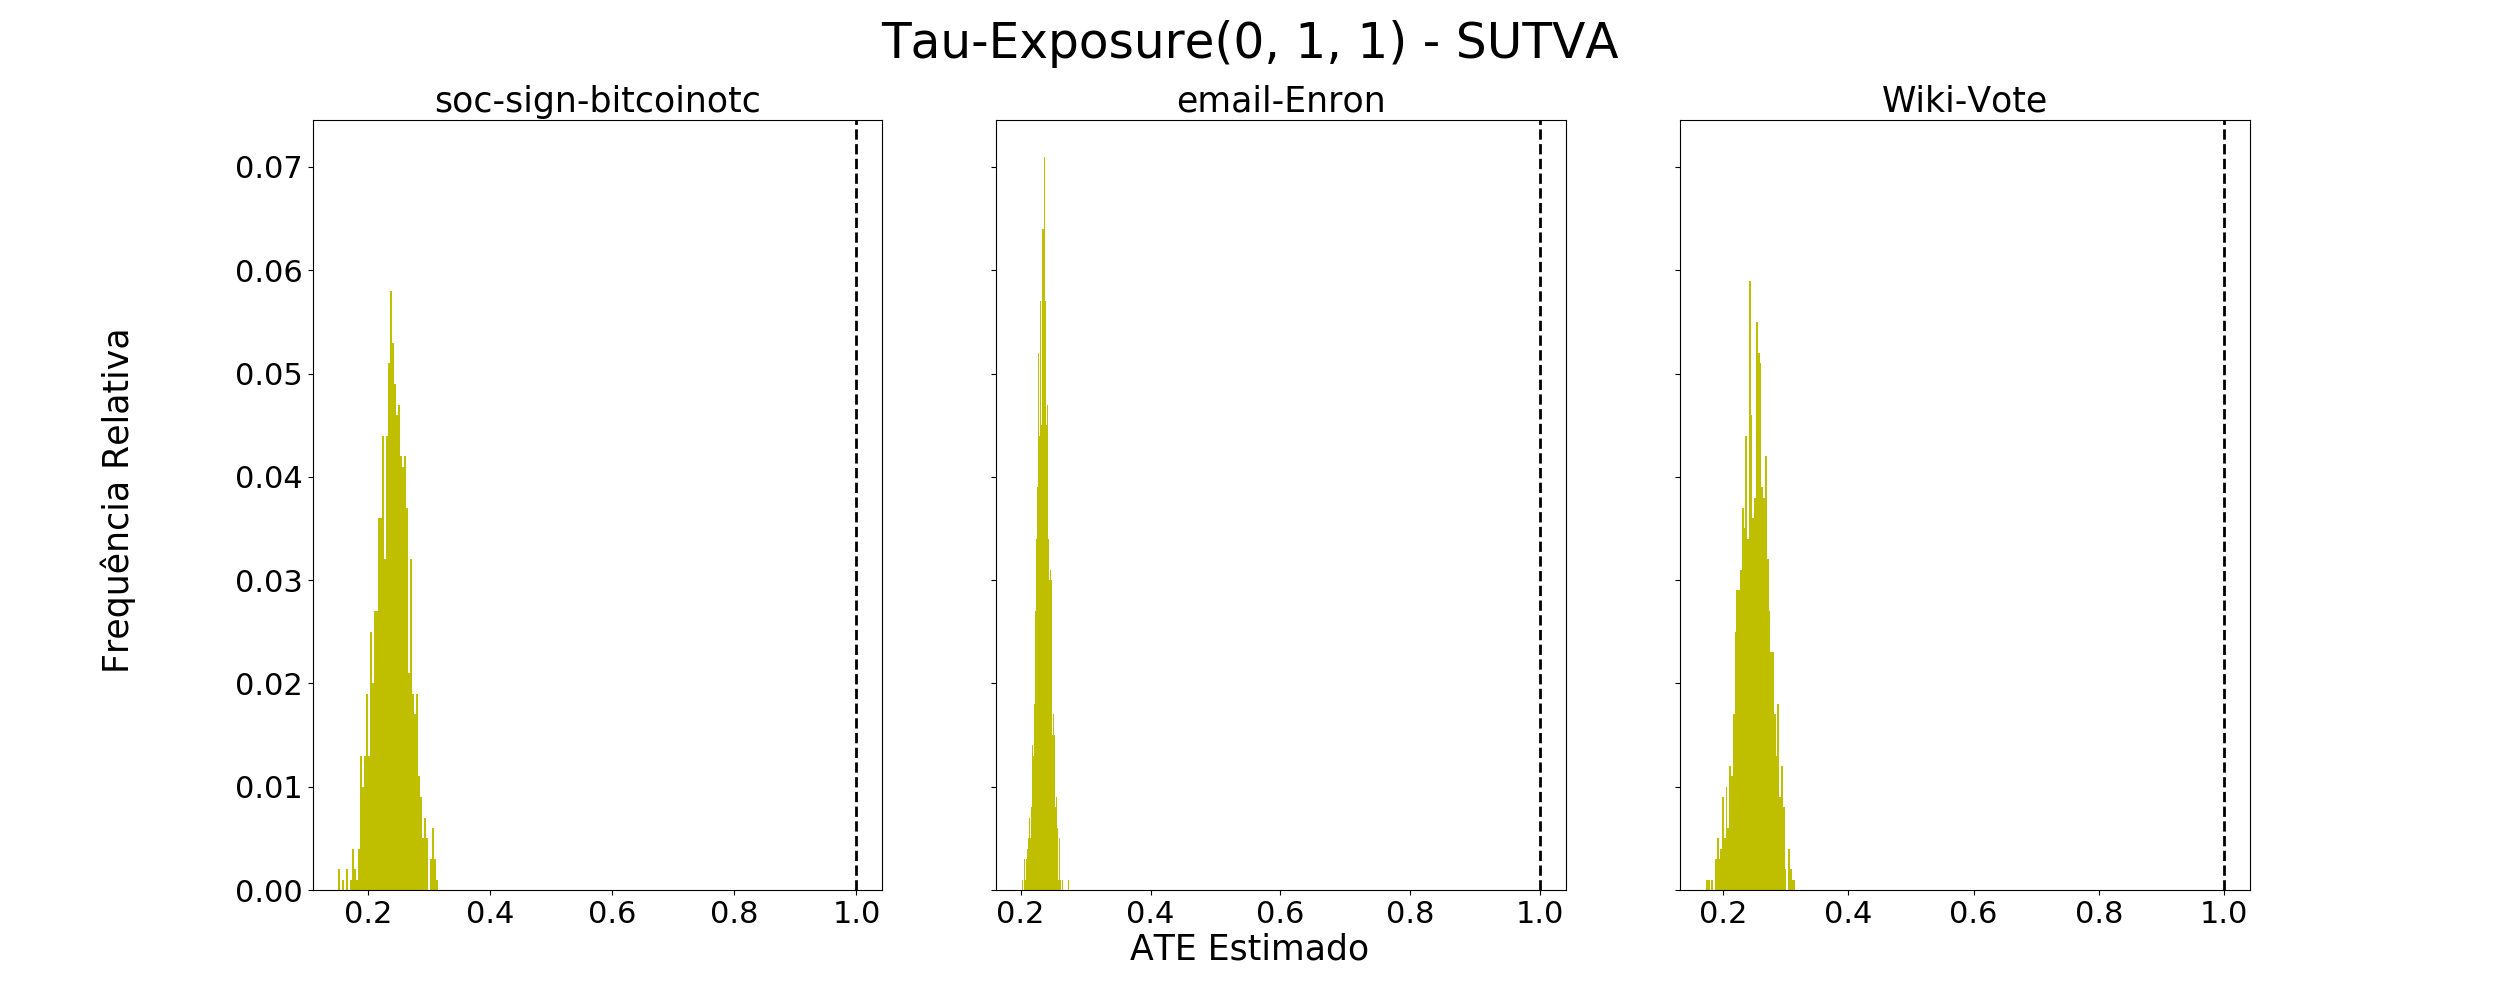 Tau-Exposure(0, 1, 1) - SUTVA
soc-sign-bitcoinotc
email-Enron
Wiki-Vote
Frequência Relativa
0.07
0.06
0.05
0.04
0.03
0.02
0.01
0.00
0.2 0.4 0.6 0.8 1.0
0.2 0.4 0.6 0.8 1.0
0.2 0.4 0.6 0.8 1.0
ATE Estimado